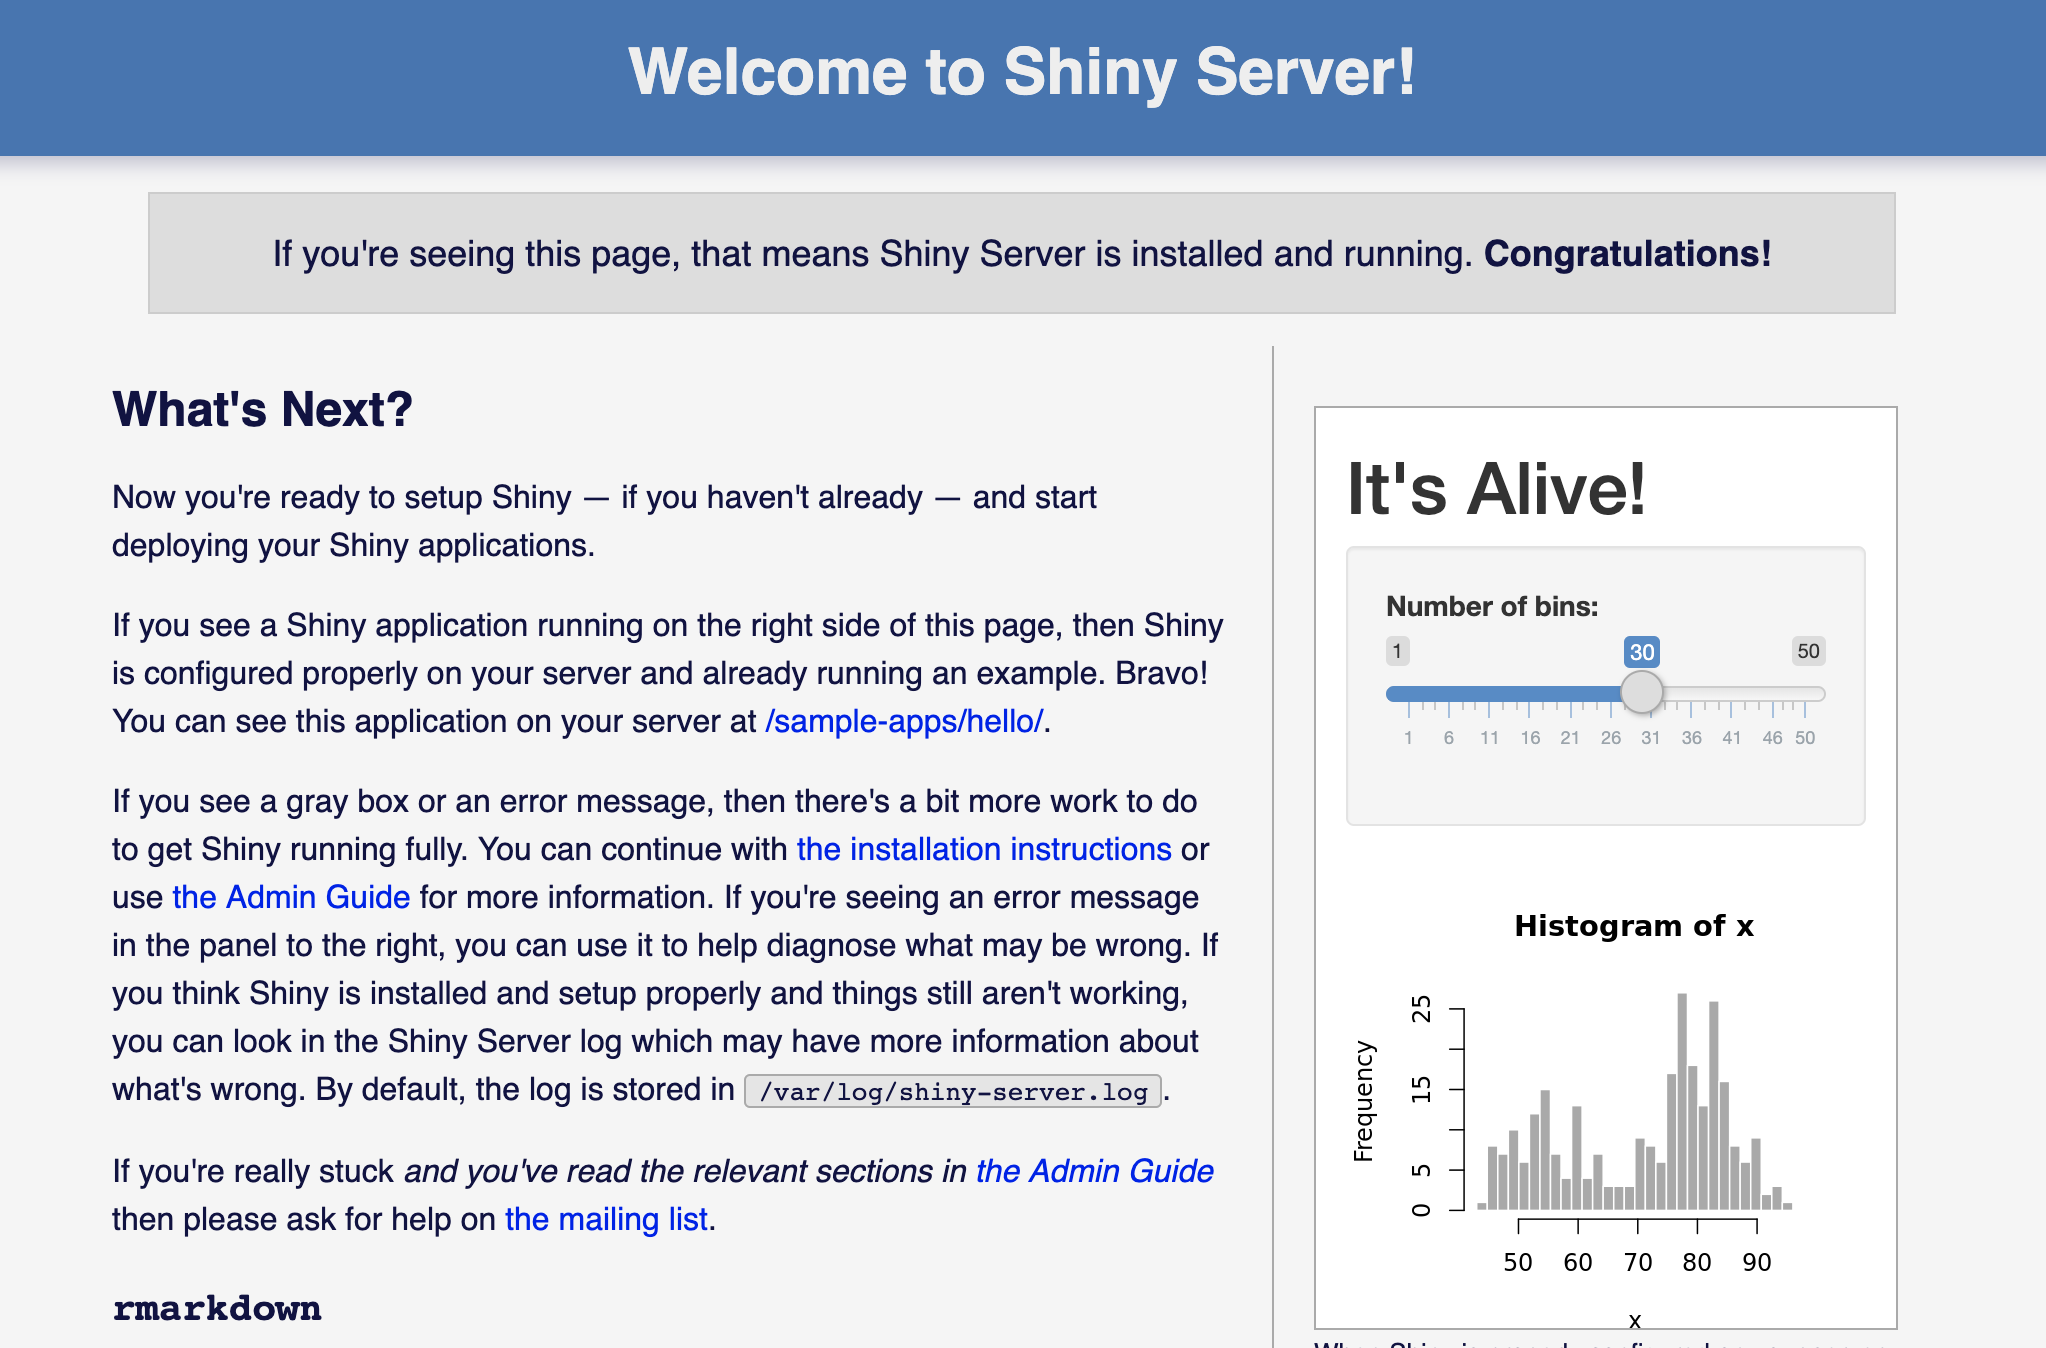 Welcome to Shiny Server!
If you're seeing this page, that means Shiny Server is installed and running. Congratulations!
What's Next?
Now you're ready to setup Shiny — if you haven't already — and start
deploying your Shiny applications.
If you see a Shiny application running on the right side of this page, then Shiny
is configured properly on your server and already running an example. Bravo!
You can see this application on your server at /sample-apps/hello/.
If you see a gray box or an error message, then there's a bit more work to do
to get Shiny running fully. You can continue with the installation instructions or
use the Admin Guide for more information. If you're seeing an error message
in the panel to the right, you can use it to help diagnose what may be wrong. If
you think Shiny is installed and setup properly and things still aren't working,
you can look in the Shiny Server log which may have more information about
what's wrong. By default, the log is stored in /var/log/shiny-server.log.
If you're really stuck and you've read the relevant sections in the Admin Guide
then please ask for help on the mailing list.
rmarkdown
It's Alive!
Number of bins:
1 30 50
1 6 11 16 21 26 31 36 41 46 50
Histogram of x
Frequency
25
15
5
0
50 60 70 80 90
x